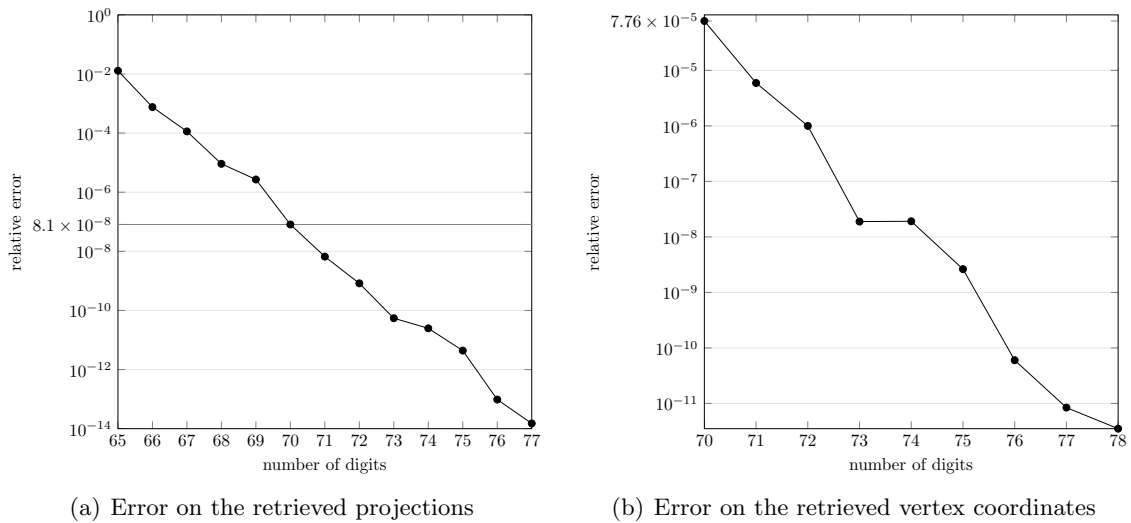 10^0
10^−2
10^−4
10^−6
8.1 × 10^−8
10^−8
10^−10
10^−12
10^−14
relative error
65 66 67 68 69 70 71 72 73 74 75 76 77
number of digits
(a) Error on the retrieved projections
7.76 × 10^−5
10^−5
10^−6
10^−7
10^−8
10^−9
10^−10
10^−11
relative error
70 71 72 73 74 75 76 77 78
number of digits
(b) Error on the retrieved vertex coordinates